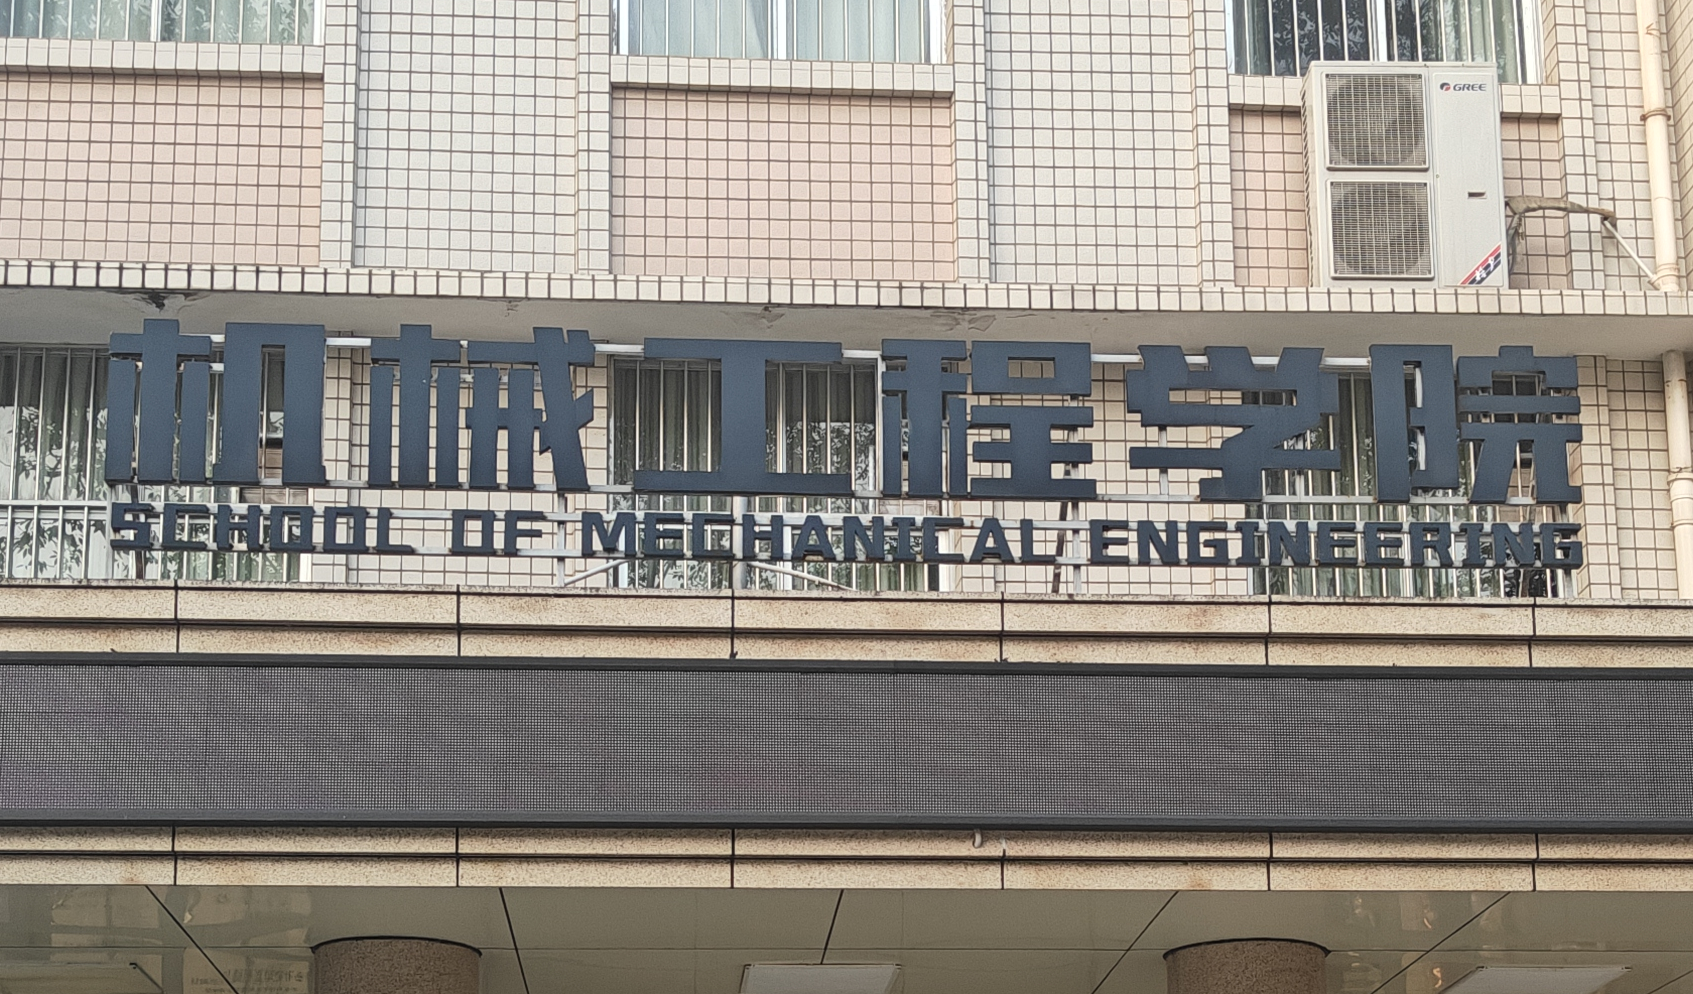 GREE
机械工程学院
SCHOOL OF MECHANICAL ENGINEERING